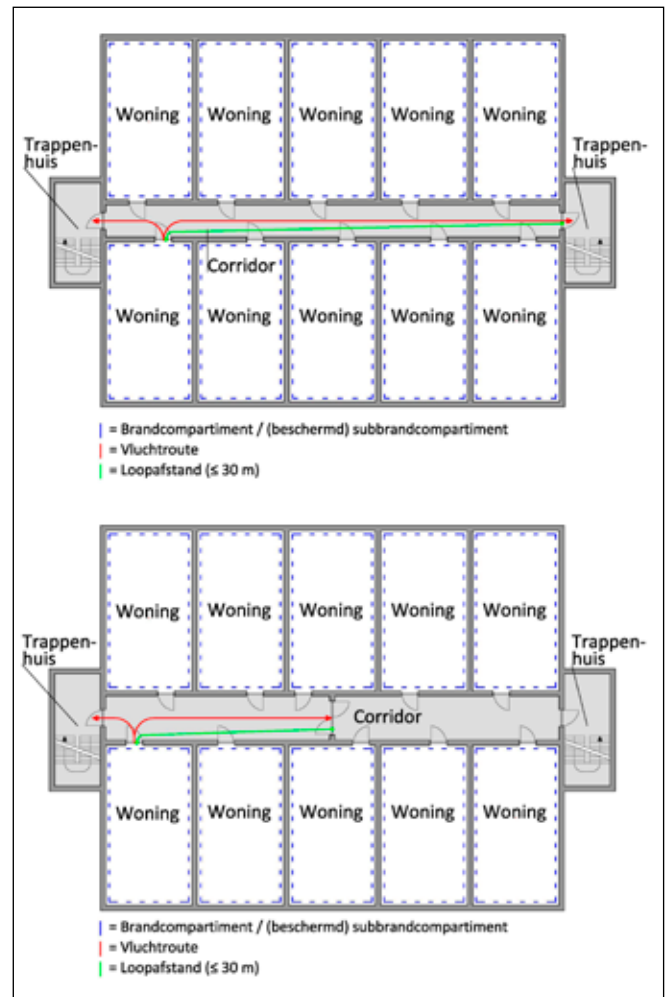 Woning Woning Woning Woning Woning
Trappen-
huis
Trappen-
huis
Corridor
Woning Woning Woning Woning Woning
= Brandcompartiment / (beschermd) subbrandcompartiment
= Vluchtroute
= Loopafstand (≤ 30 m)
Woning Woning Woning Woning Woning
Trappen-
huis
Trappen-
huis
Corridor
Woning Woning Woning Woning Woning
= Brandcompartiment / (beschermd) subbrandcompartiment
= Vluchtroute
= Loopafstand (≤ 30 m)